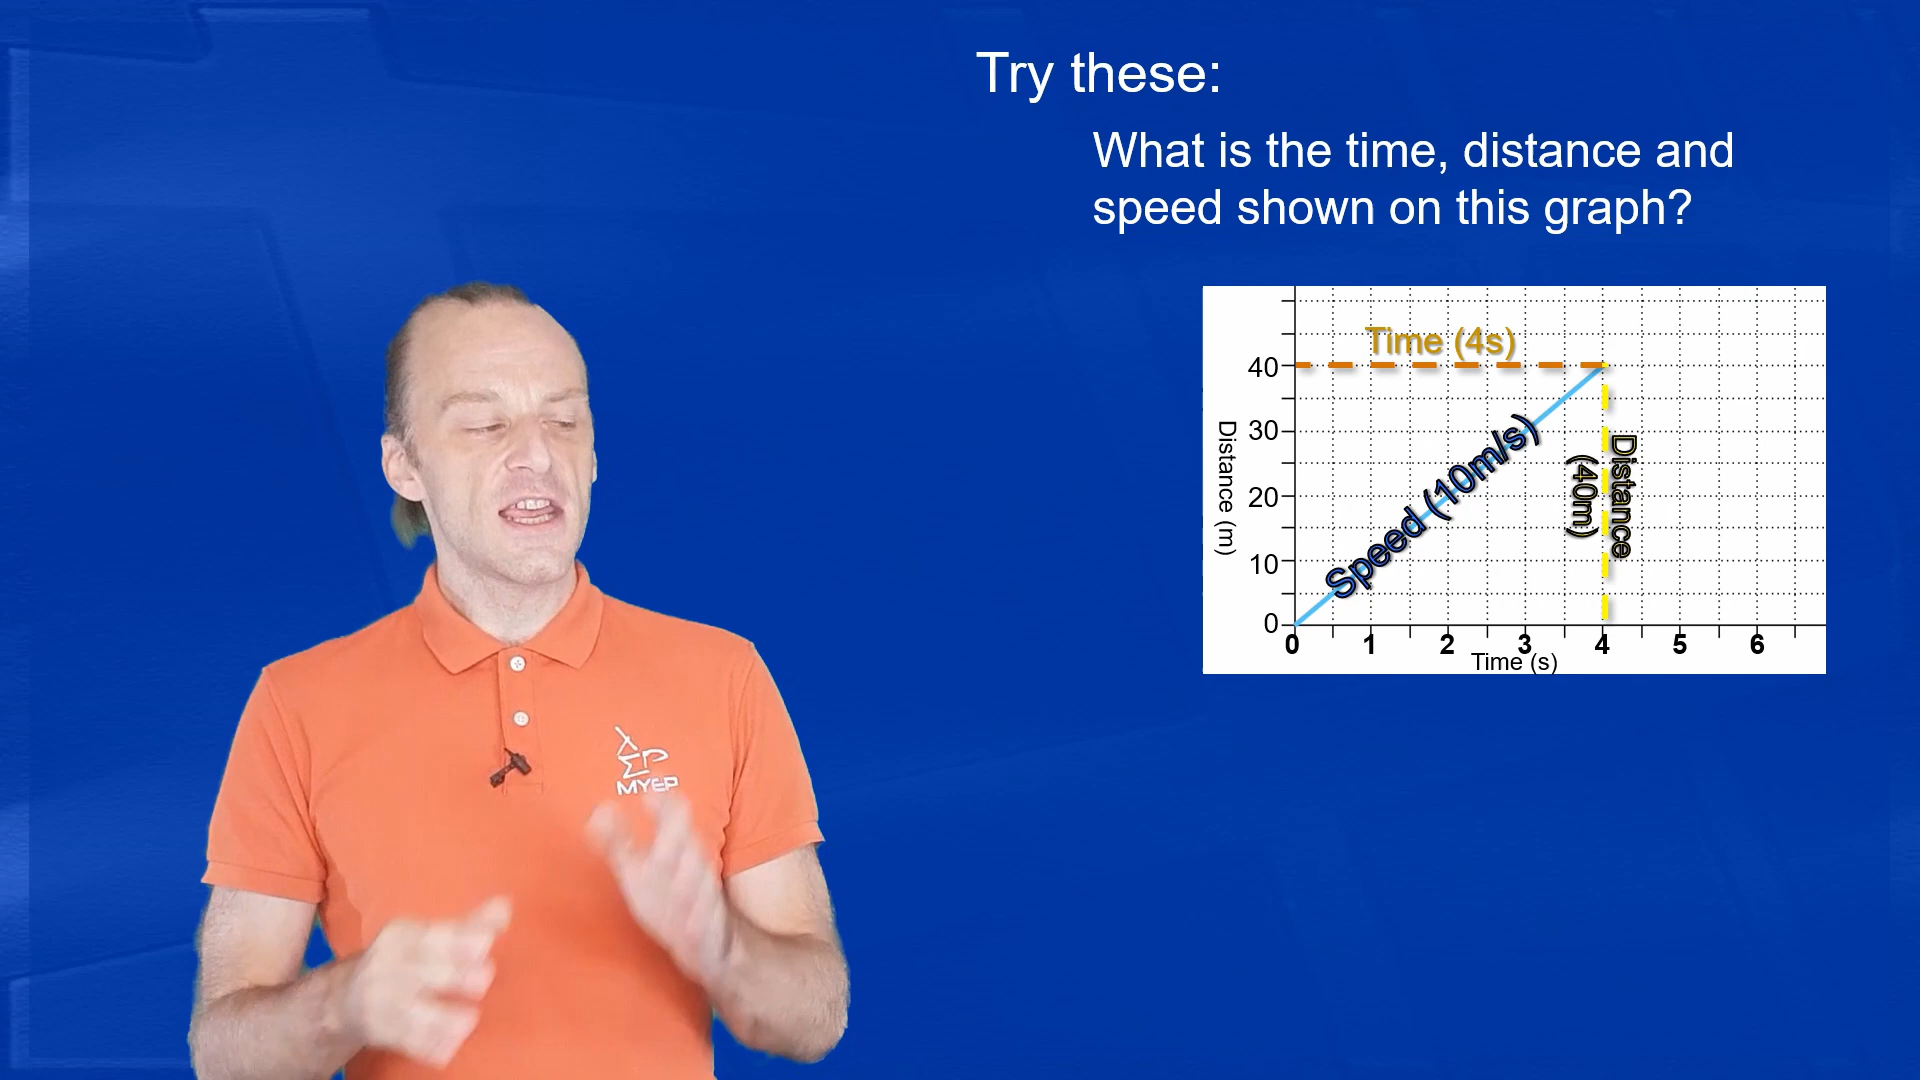 Try these:
What is the time, distance and
speed shown on this graph?
Time (4s)
40
30
20
10
0
Distance (m)
Speed (10m/s)
Distance
(40m)
0 1 2 3 4 5 6
Time (s)
MYEP